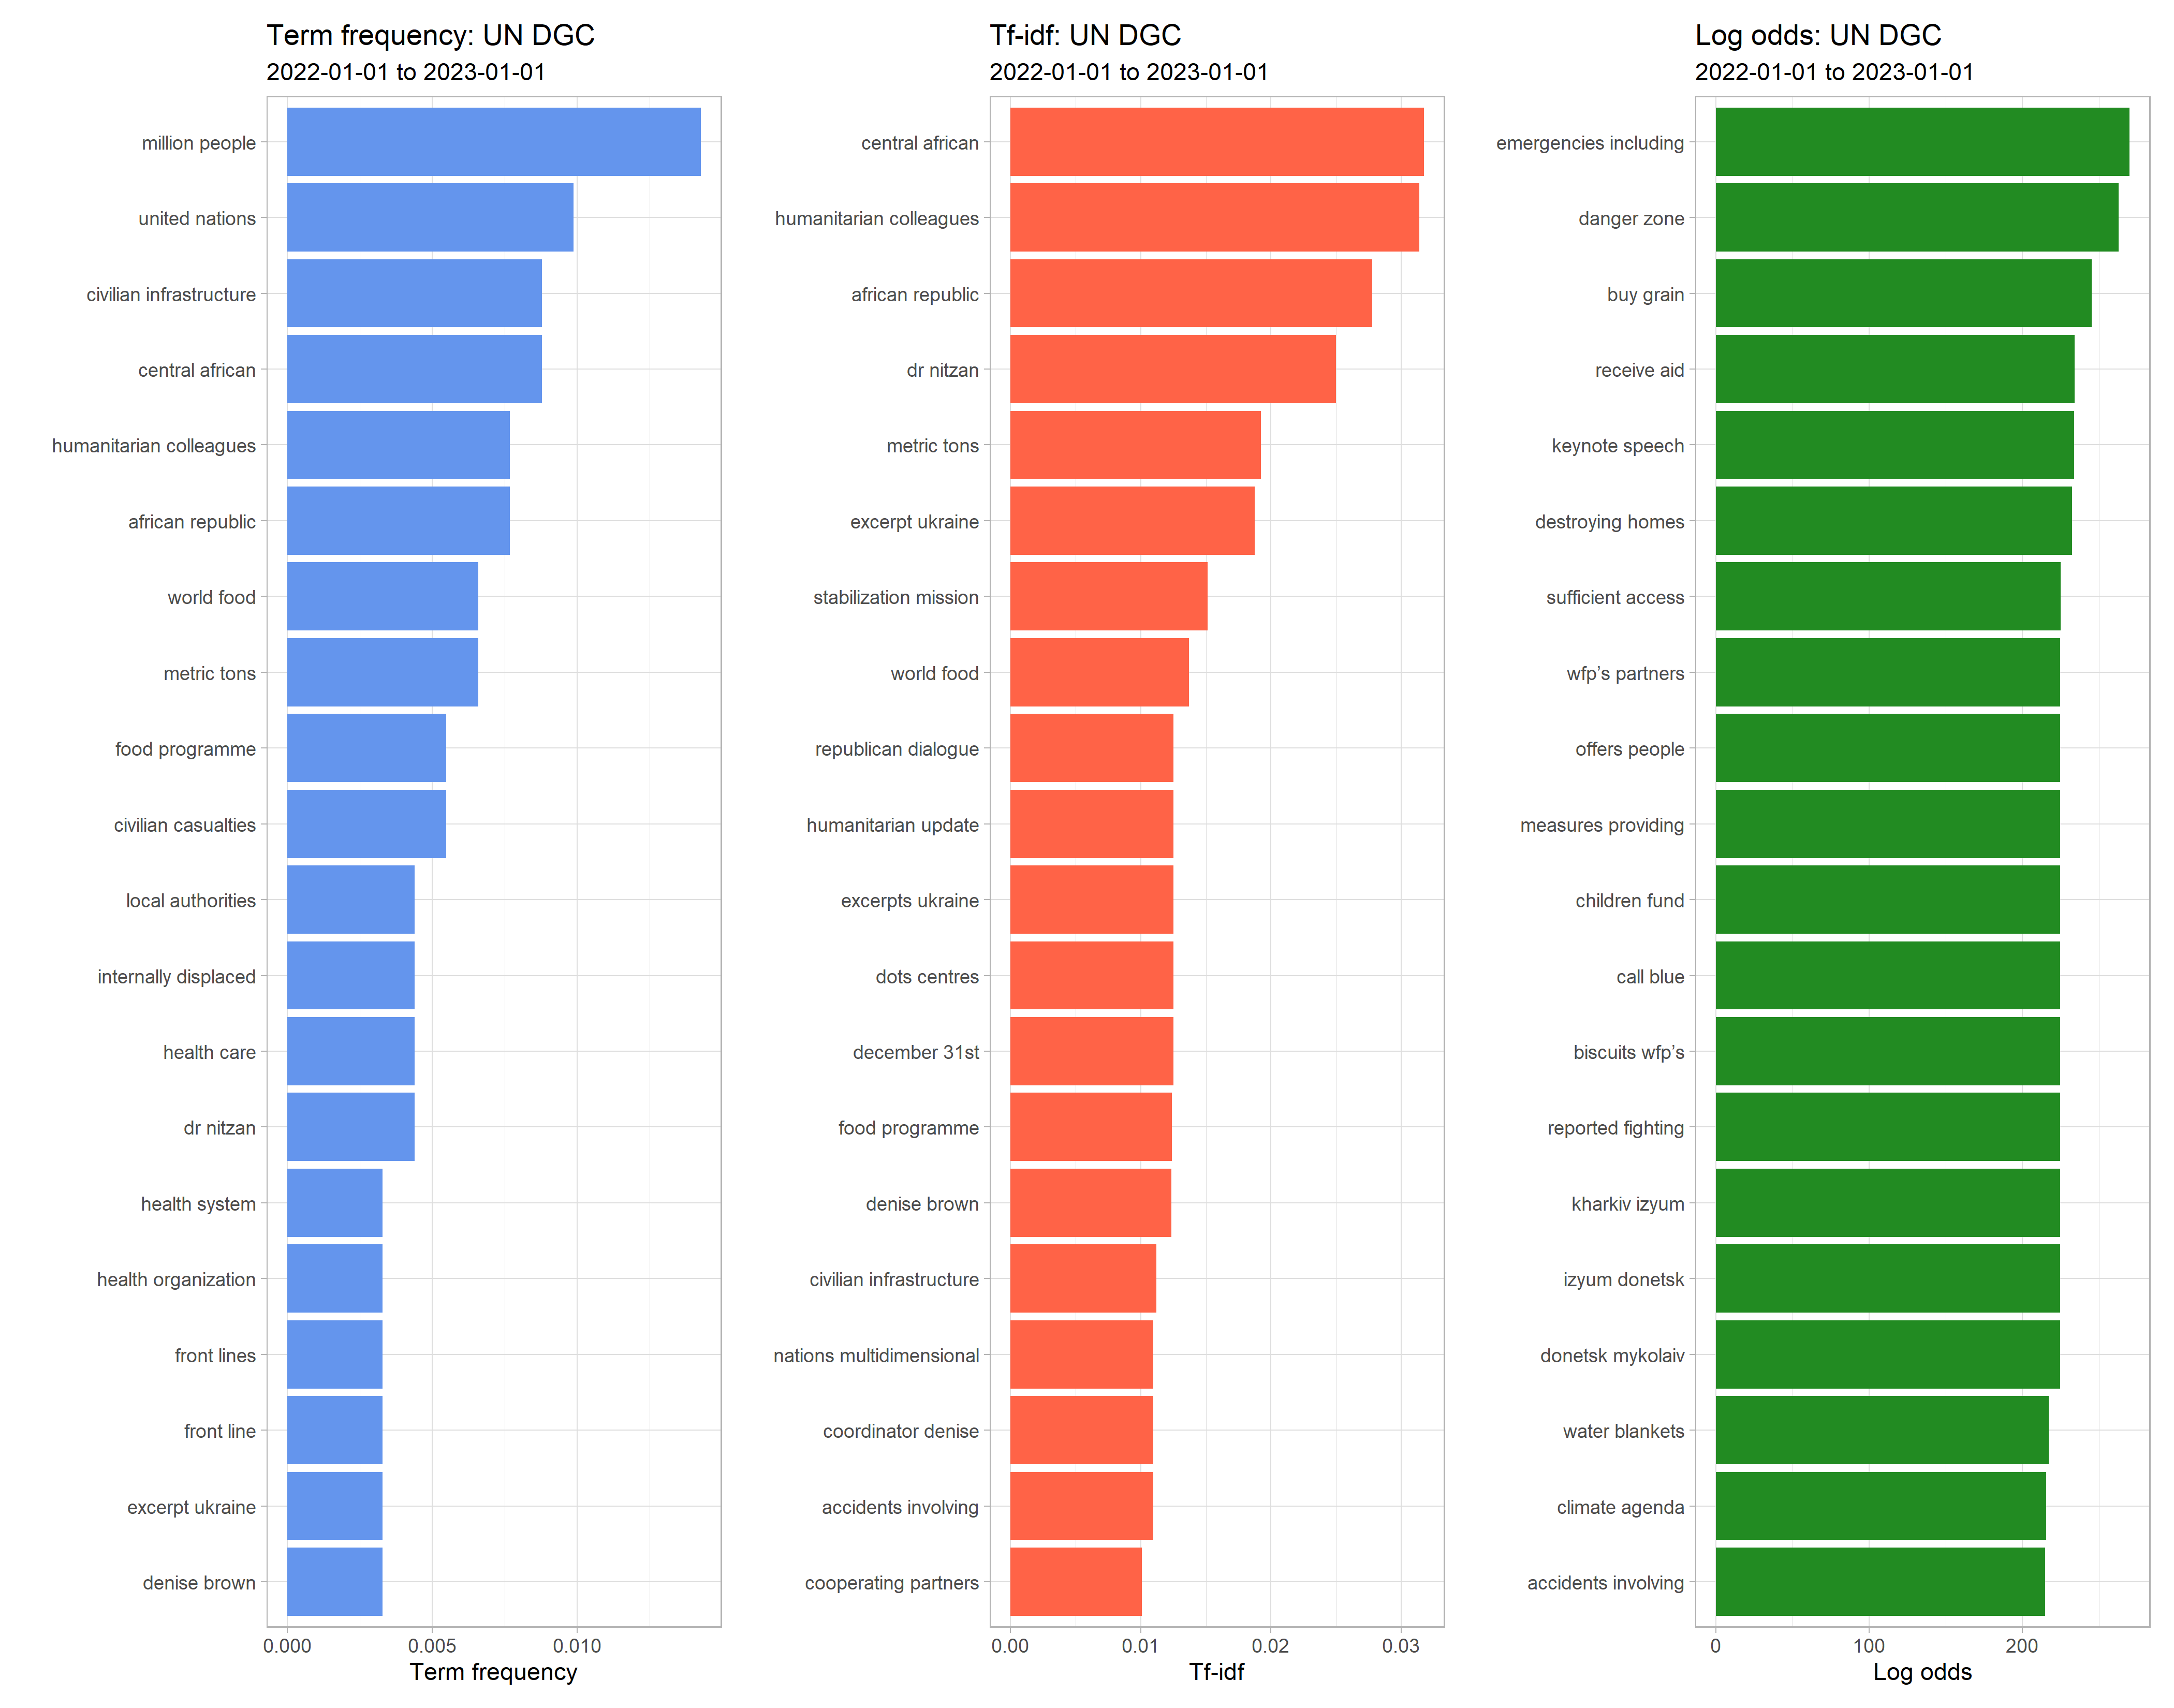 Term frequency: UN DGC
2022-01-01 to 2023-01-01
million people
united nations
civilian infrastructure
central african
humanitarian colleagues
african republic
world food
metric tons
food programme
civilian casualties
local authorities
internally displaced
health care
dr nitzan
health system
health organization
front lines
front line
excerpt ukraine
denise brown
0.000 0.005 0.010
Term frequency
Tf-idf: UN DGC
2022-01-01 to 2023-01-01
central african
humanitarian colleagues
african republic
dr nitzan
metric tons
excerpt ukraine
stabilization mission
world food
republican dialogue
humanitarian update
excerpts ukraine
dots centres
december 31st
food programme
denise brown
civilian infrastructure
nations multidimensional
coordinator denise
accidents involving
cooperating partners
0.00 0.01 0.02 0.03
Tf-idf
Log odds: UN DGC
2022-01-01 to 2023-01-01
emergencies including
danger zone
buy grain
receive aid
keynote speech
destroying homes
sufficient access
wfp’s partners
offers people
measures providing
children fund
call blue
biscuits wfp’s
reported fighting
kharkiv izyum
izyum donetsk
donetsk mykolaiv
water blankets
climate agenda
accidents involving
0 100 200
Log odds